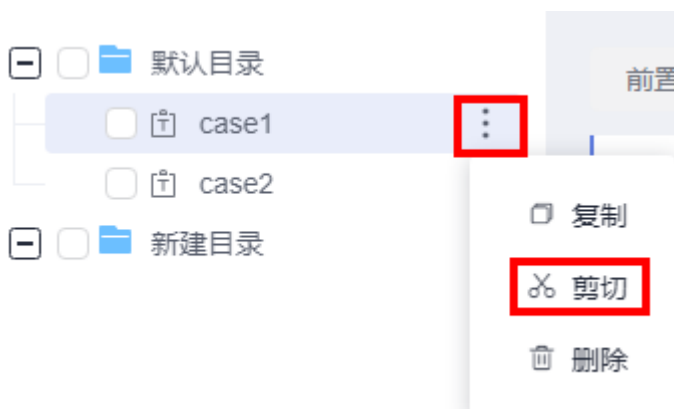 默认目录
前置
case1
case2
复制
新建目录
剪切
删除